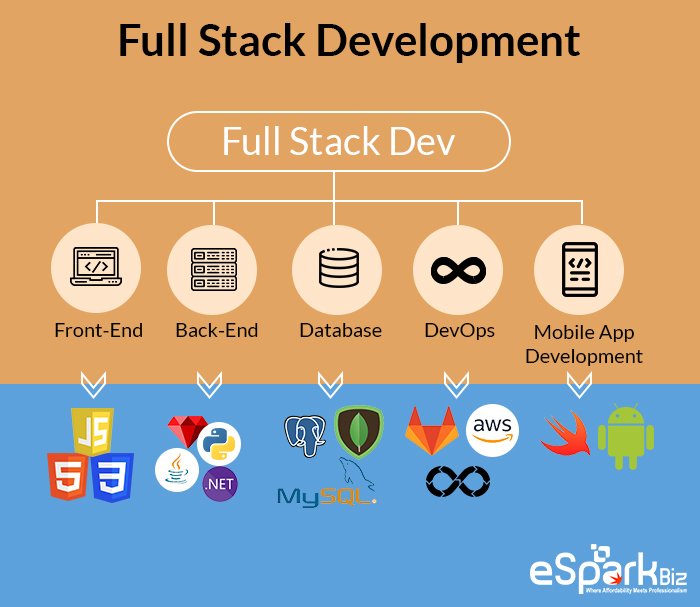 Full Stack Development
Full Stack Dev
</>
</>
Front-End
Back-End
Database
DevOps
Mobile App
Development
JS
5
3
.NET
aws
MySQL.
eSparkBiz
Where Affordability Meets Professionalism